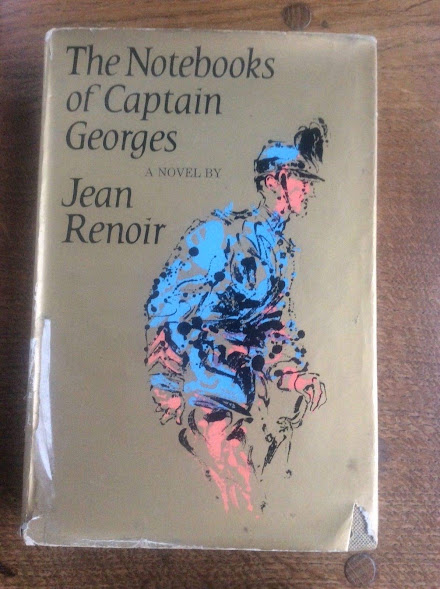 The Notebooks
of Captain
Georges
A NOVEL BY
Jean
Renoir